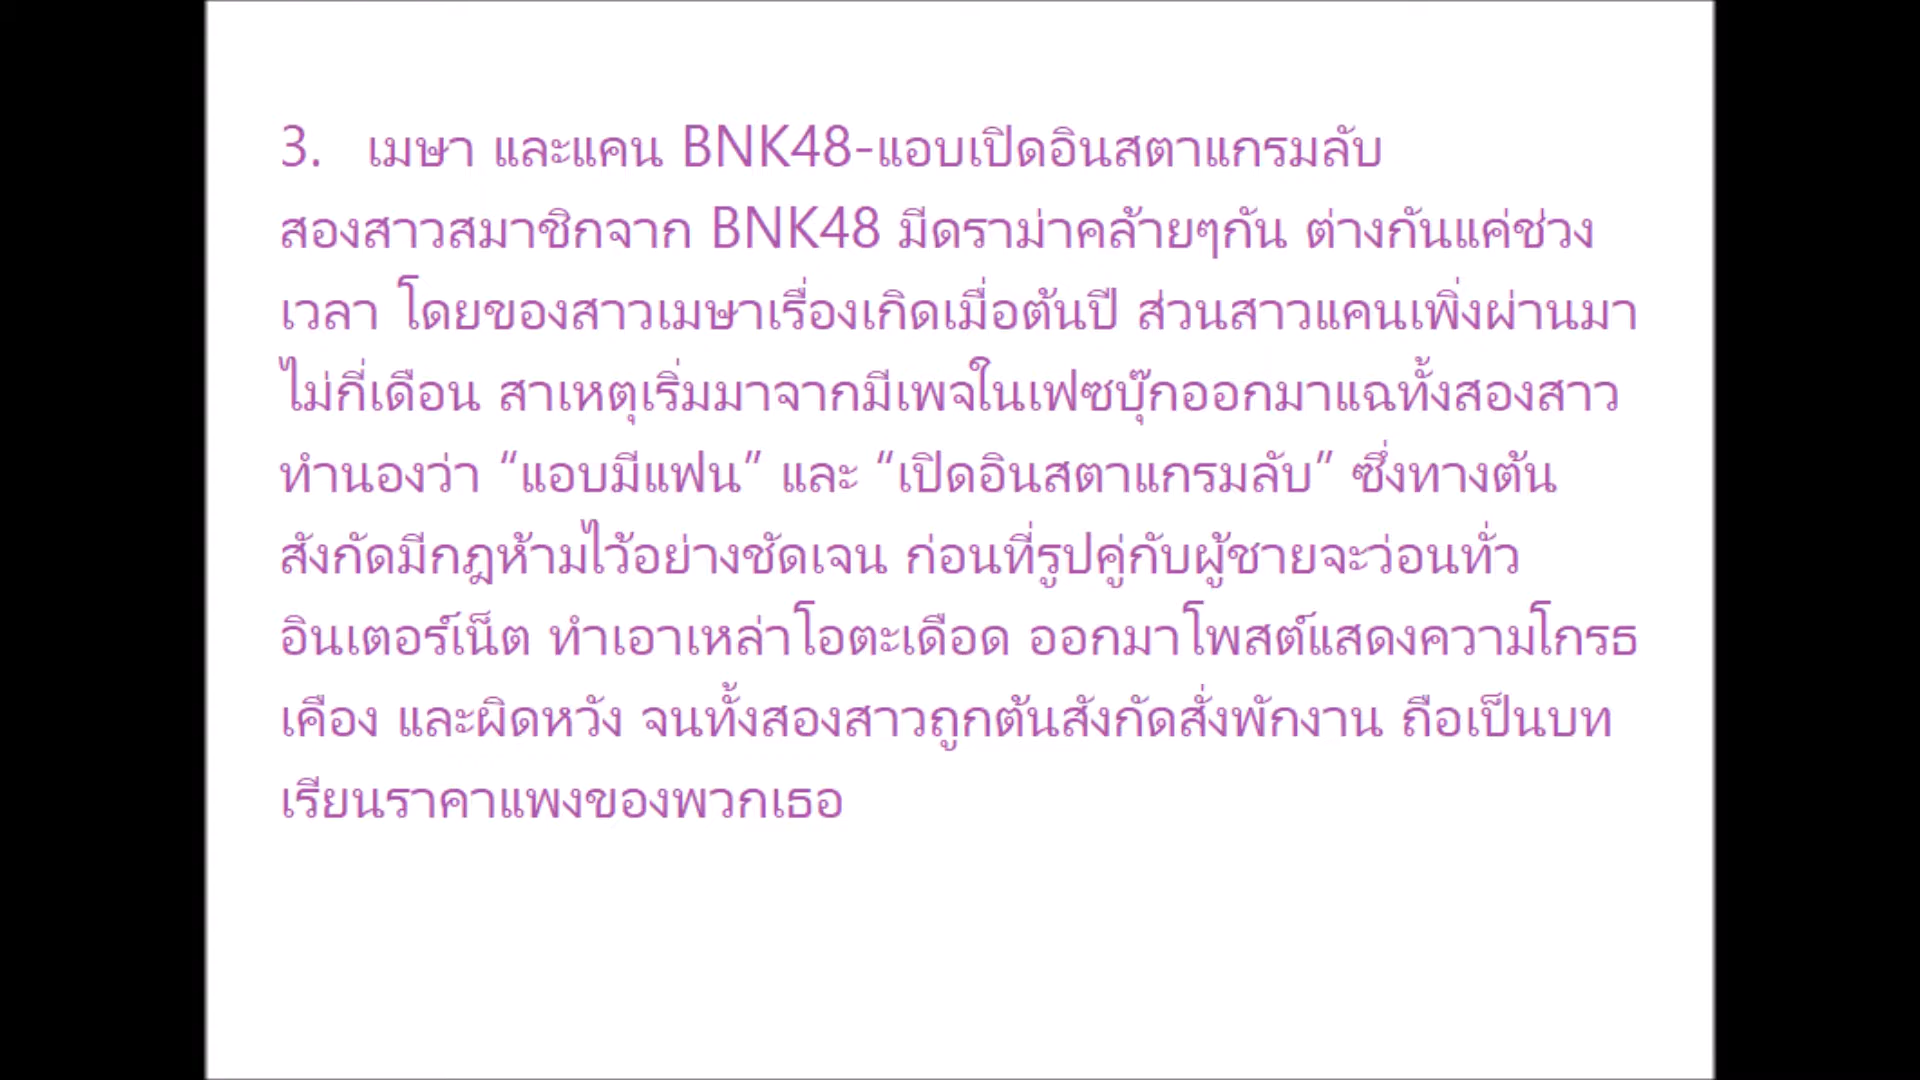 3. เมษา และแคน BNK48-แอบเปิดอินสตาแกรมลับ
สองสาวสมาชิกจาก BNK48 มีดราม่าคล้ายๆกัน ต่างกันแค่ช่วง
เวลา โดยของสาวเมษาเรื่องเกิดเมื่อต้นปี ส่วนสาวแคนเพิ่งผ่านมา
ไม่กี่เดือน สาเหตุเริ่มมาจากมีเพจในเฟซบุ๊กออกมาแฉทั้งสองสาว
ทำนองว่า “แอบมีแฟน” และ “เปิดอินสตาแกรมลับ” ซึ่งทางต้น
สังกัดมีกฎห้ามไว้อย่างชัดเจน ก่อนที่รูปคู่กับผู้ชายจะว่อนทั่ว
อินเตอร์เน็ต ทำเอาเหล่าโอตะเดือด ออกมาโพสต์แสดงความโกรธ
เคือง และผิดหวัง จนทั้งสองสาวถูกต้นสังกัดสั่งพักงาน ถือเป็นบท
เรียนราคาแพงของพวกเธอ